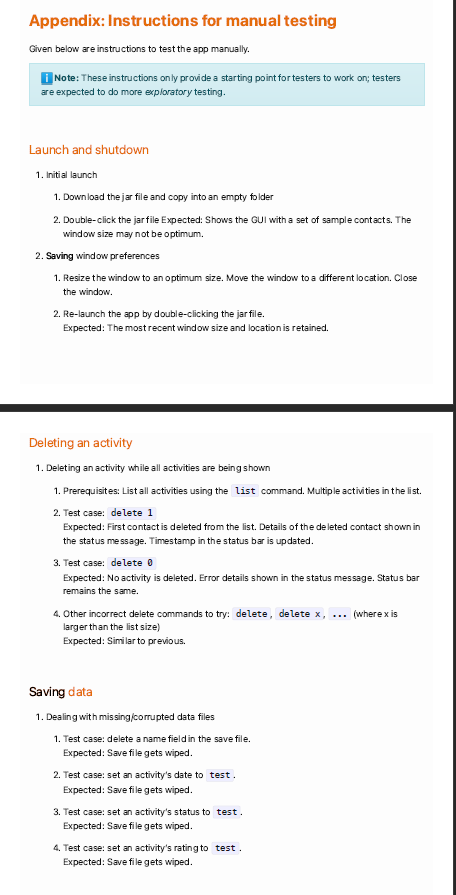 Appendix: Instructions for manual testing
Given below are instructions to test the app manually.
Note: These instructions only provide a starting point for testers to work on; testers
are expected to do more exploratory testing.
Launch and shutdown
1. Initial launch
1. Download the jar file and copy into an empty folder
2. Double-click the jar file Expected: Shows the GUI with a set of sample contacts. The
window size may not be optimum.
2. Saving window preferences
1. Resize the window to an optimum size. Move the window to a different location. Close
the window.
2. Re-launch the app by double-clicking the jar file.
Expected: The most recent window size and location is retained.
Deleting an activity
1. Deleting an activity while all activities are being shown
1. Prerequisites: List all activities using the list command. Multiple activities in the list.
2. Test case: delete 1
Expected: First contact is deleted from the list. Details of the deleted contact shown in
the status message. Timestamp in the status bar is updated.
3. Test case: delete 0
Expected: No activity is deleted. Error details shown in the status message. Status bar
remains the same.
4. Other incorrect delete commands to try: delete, delete x, ... (where x is
larger than the list size)
Expected: Similar to previous.
Saving data
1. Dealing with missing/corrupted data files
1. Test case: delete a name field in the save file.
Expected: Save file gets wiped.
2. Test case: set an activity's date to test.
Expected: Save file gets wiped.
3. Test case: set an activity's status to test.
Expected: Save file gets wiped.
4. Test case: set an activity's rating to test.
Expected: Save file gets wiped.